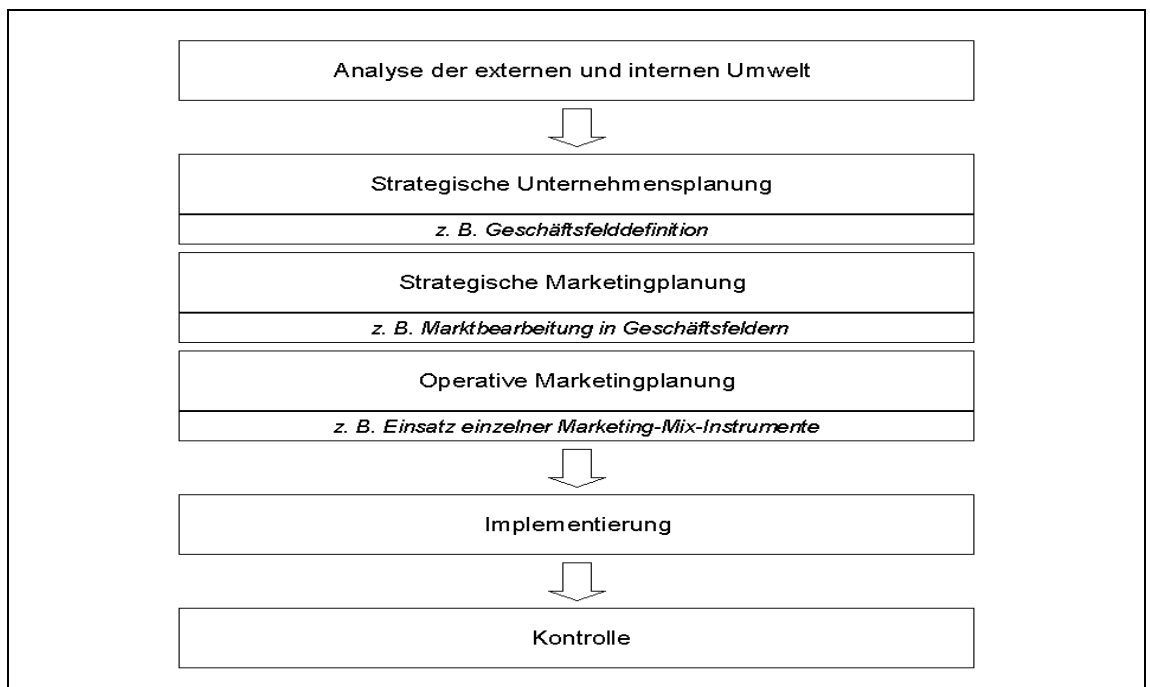 Analyse der externen und internen Umwelt
Strategische Unternehmensplanung
z. B. Geschäftsfelddefinition
Strategische Marketingplanung
z. B. Marktbearbeitung in Geschäftsfeldern
Operative Marketingplanung
z. B. Einsatz einzelner Marketing-Mix-Instrumente
Implementierung
Kontrolle